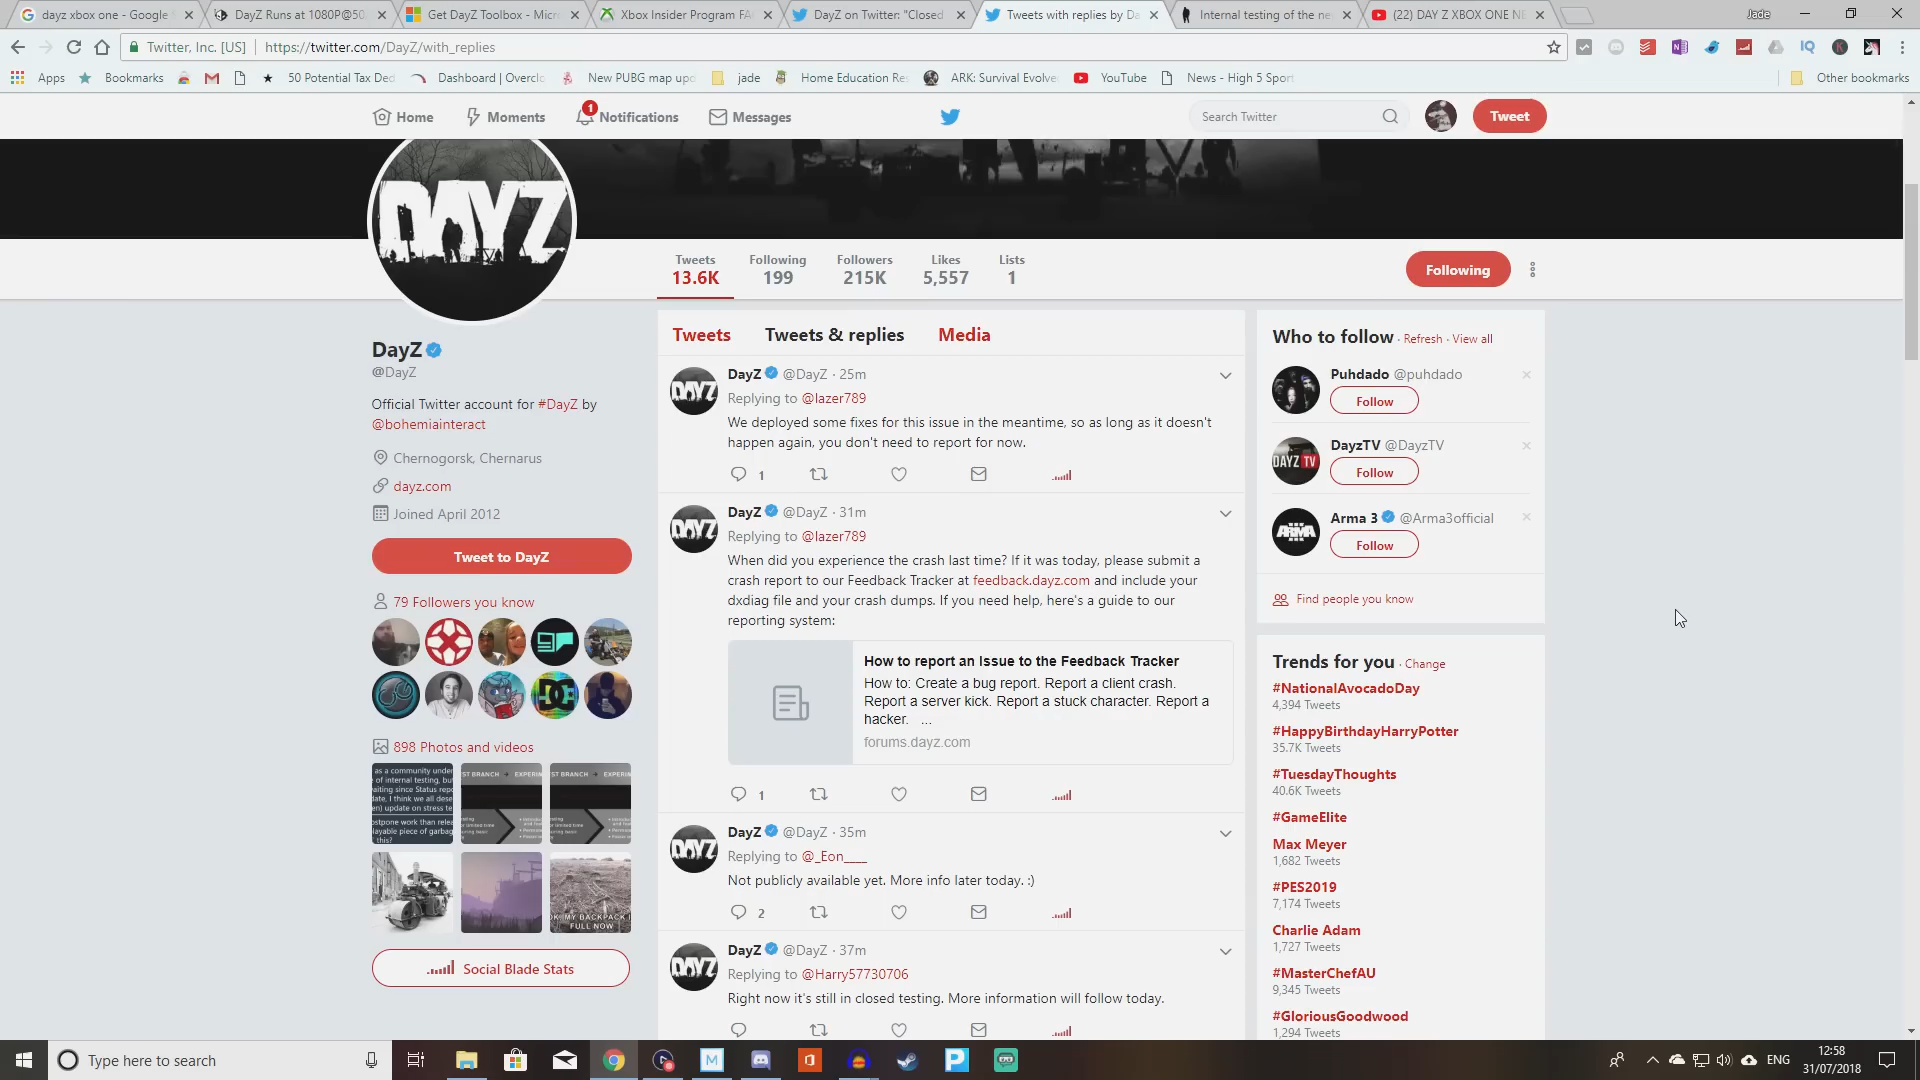 dayz xbox one - Google
DayZ Runs at 1080P@50
Get DayZ Toolbox - Micr
Xbox Insider Program FA
DayZ on Twitter: "Closed
Tweets with replies by Da
Internal testing of the ne
(22) DAY Z XBOX ONE NE
Jade
Twitter, Inc. [US]
https://twitter.com/DayZ/with_replies
Apps
Bookmarks
50 Potential Tax Ded
Dashboard | Overclo
New PUBG map upd
jade
Home Education Re
ARK: Survival Evolve
YouTube
News - High 5 Sport
Other bookmarks
Home
Moments
1
Notifications
Messages
Search Twitter
Tweet
DAYZ
Tweets
13.6K
Following
199
Followers
215K
Likes
5,557
Lists
1
Following
DayZ
@DayZ
Official Twitter account for #DayZ by
@bohemiainteract
Chernogorsk, Chernarus
dayz.com
Joined April 2012
Tweet to DayZ
79 Followers you know
898 Photos and videos
FULL NOW
Social Blade Stats
Tweets
Tweets & replies
Media
DayZ @DayZ · 25m
Replying to @lazer789
We deployed some fixes for this issue in the meantime, so as long as it doesn't
happen again, you don't need to report for now.
1
DayZ @DayZ · 31m
Replying to @lazer789
When did you experience the crash last time? If it was today, please submit a
crash report to our Feedback Tracker at feedback.dayz.com and include your
dxdiag file and your crash dumps. If you need help, here's a guide to our
reporting system:
How to report an Issue to the Feedback Tracker
How to: Create a bug report. Report a client crash.
Report a server kick. Report a stuck character. Report a
hacker. ...
forums.dayz.com
1
DayZ @DayZ · 35m
Replying to @_Eon____
Not publicly available yet. More info later today. :)
2
DayZ @DayZ · 37m
Replying to @Harry57730706
Right now it's still in closed testing. More information will follow today.
Who to follow · Refresh · View all
Puhdado @puhdado
Follow
DayzTV @DayzTV
Follow
DAYZ TV
Arma 3 @Arma3official
Follow
ARMA
Find people you know
Trends for you · Change
#NationalAvocadoDay
4,394 Tweets
#HappyBirthdayHarryPotter
35.7K Tweets
#TuesdayThoughts
40.6K Tweets
#GameElite
Max Meyer
1,682 Tweets
#PES2019
7,174 Tweets
Charlie Adam
1,727 Tweets
#MasterChefAU
9,345 Tweets
#GloriousGoodwood
1,294 Tweets
Type here to search
ENG
12:58
31/07/2018